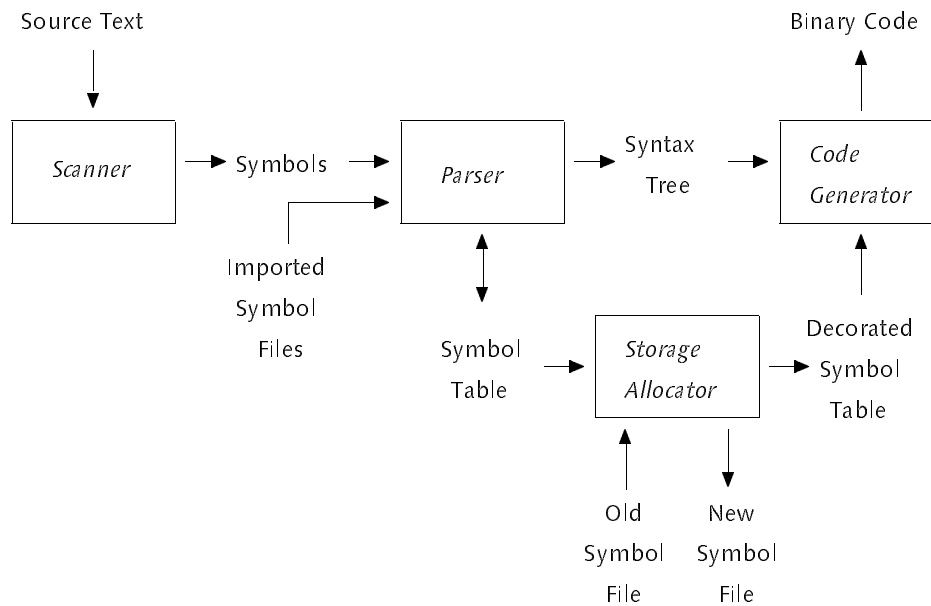 Source Text
Binary Code
Scanner
Symbols
Parser
Syntax
Tree
Code
Generator
Imported
Symbol
Files
Symbol
Table
Storage
Allocator
Decorated
Symbol
Table
Old
Symbol
File
New
Symbol
File